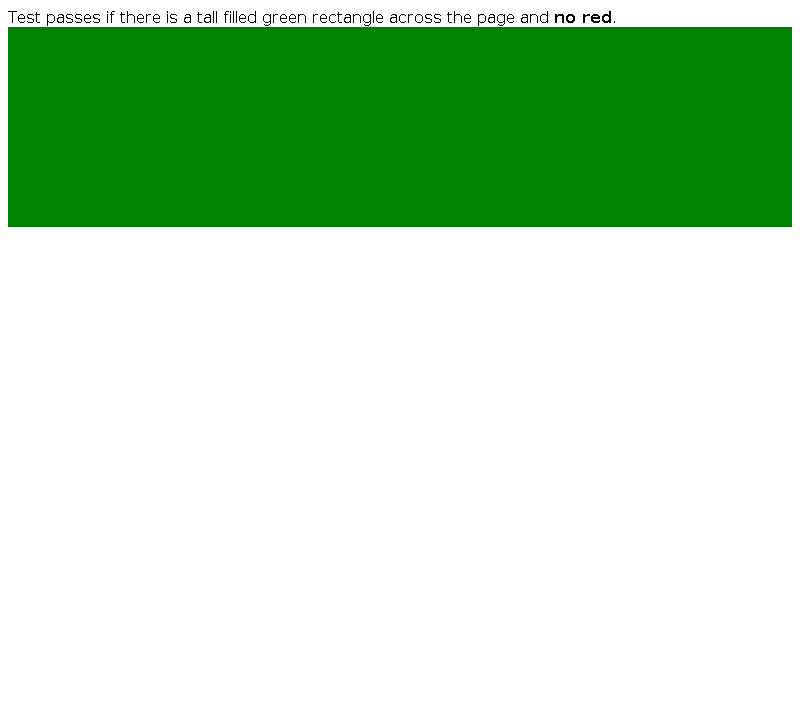 Test passes if there is a tall filled green rectangle across the page and no red.